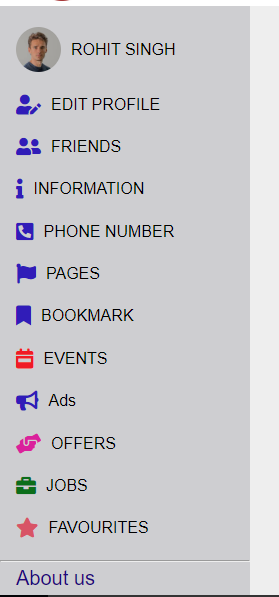 ROHIT SINGH
EDIT PROFILE
FRIENDS
INFORMATION
PHONE NUMBER
PAGES
BOOKMARK
EVENTS
Ads
OFFERS
JOBS
FAVOURITES
About us